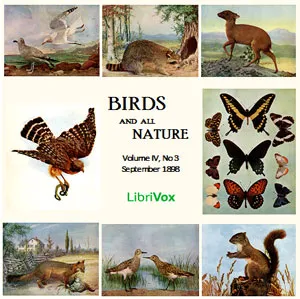 BIRDS
AND ALL
NATURE
Volume IV, No 3
September 1898
LibriVox